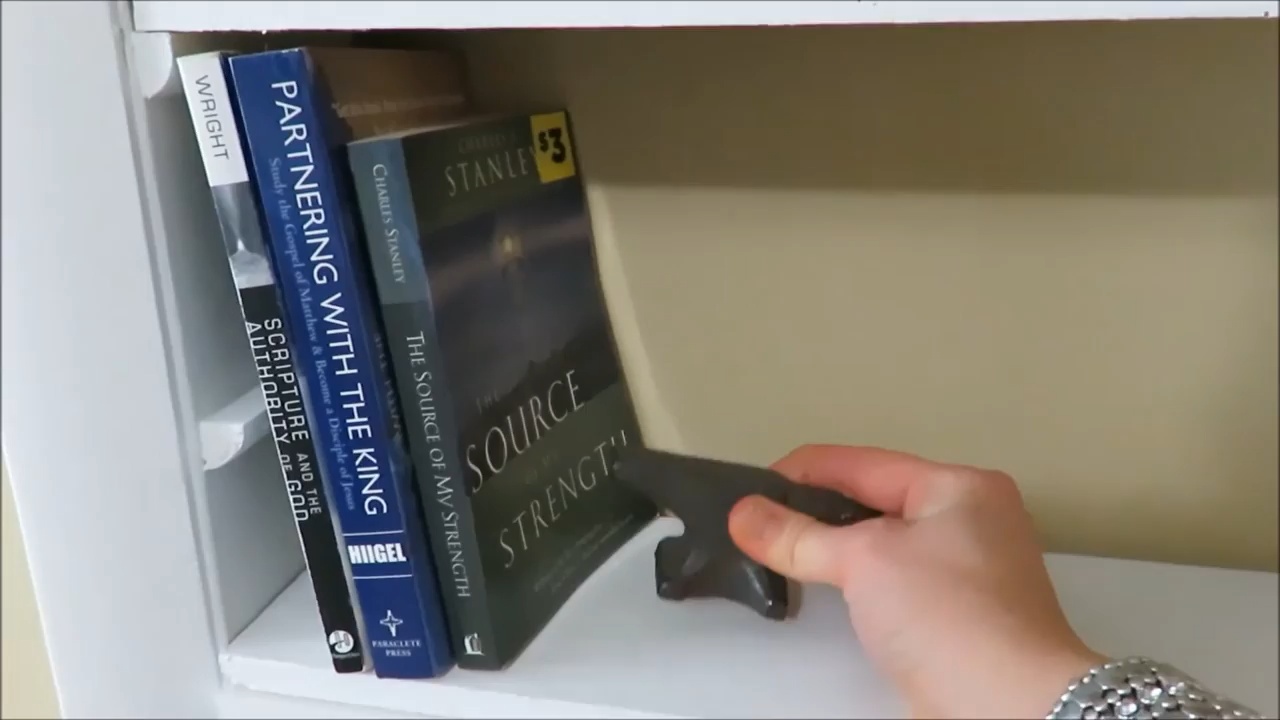 WRIGHT
SCRIPTURE AND THE
AUTHORITY OF GOD
PARTNERING WITH THE KING
Study the Gospel of Matthew & Become a Disciple of Jesus
HIIGEL
PARACLETE
PRESS
CHARLES STANLEY
THE SOURCE OF MY STRENGTH
CHARLES
STANLEY
$3
THE
SOURCE
STRENGTH